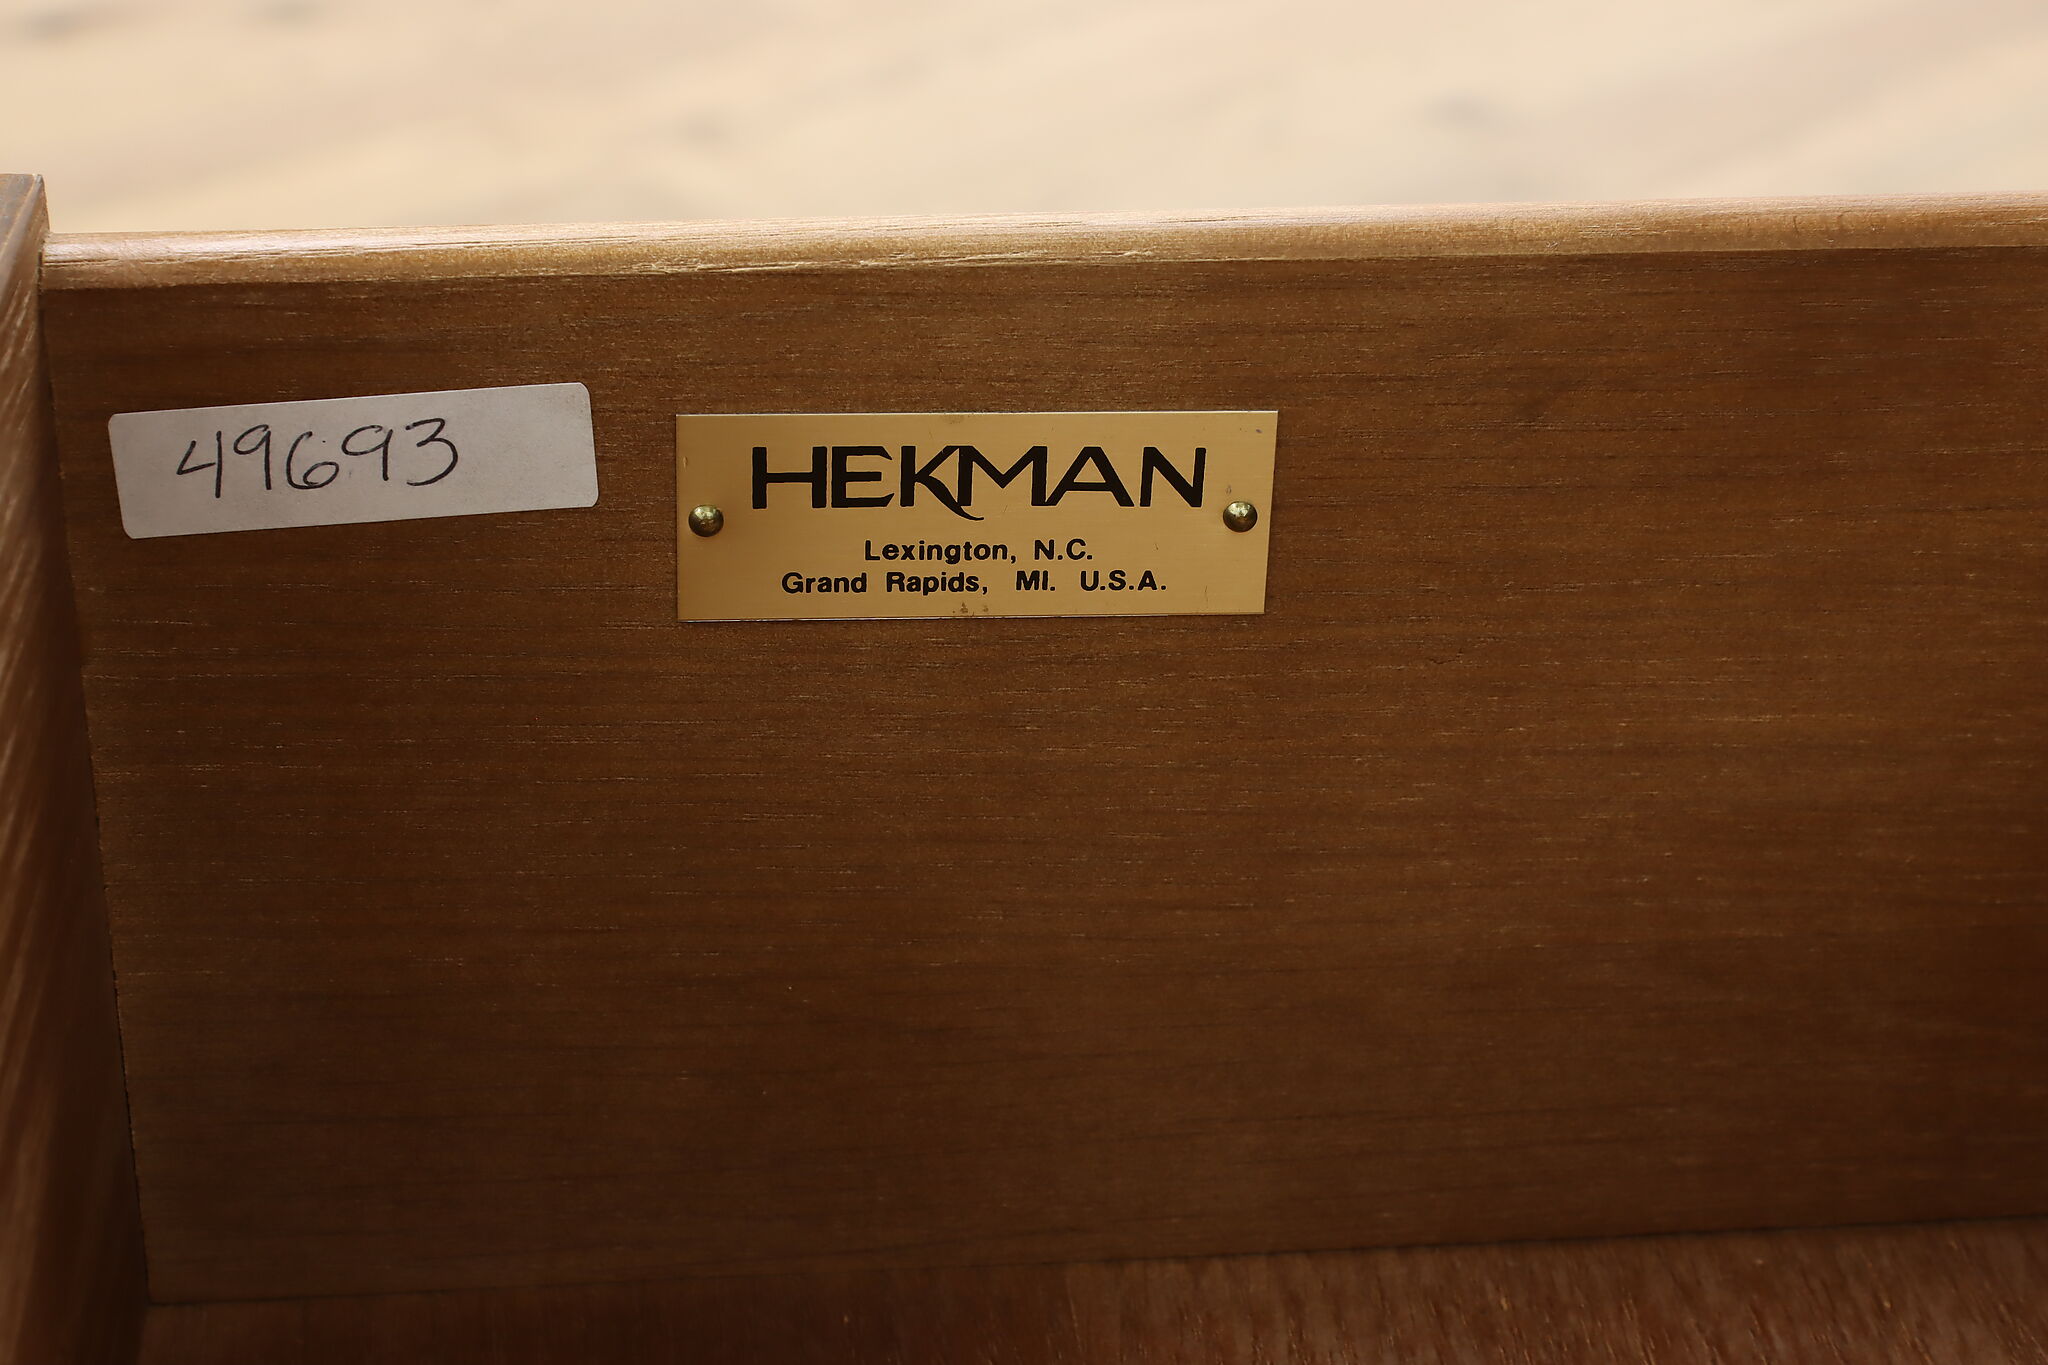 49693
HEKMAN
Lexington, N.C.
Grand Rapids, MI. U.S.A.